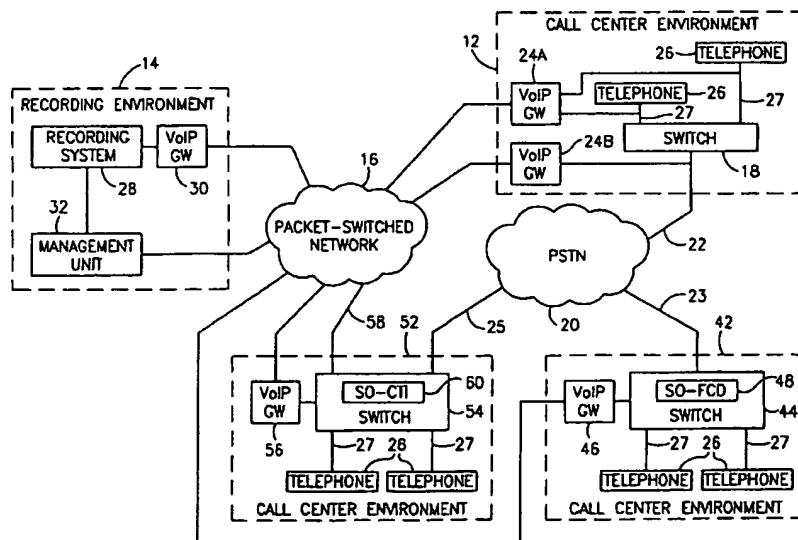 CALL CENTER ENVIRONMENT
12
24A
26
TELEPHONE
14
RECORDING ENVIRONMENT
VoIP
GW
TELEPHONE
26
27
27
RECORDING
SYSTEM
VoIP
GW
SWITCH
28
30
16
VoIP
GW
24B
18
32
MANAGEMENT
UNIT
PACKET-SWITCHED
NETWORK
PSTN
22
20
23
58
25
52
42
VoIP
GW
SO-CTI
60
SWITCH
54
56
VoIP
GW
SO-FCD
48
SWITCH
44
46
27
27
26
TELEPHONE
TELEPHONE
CALL CENTER ENVIRONMENT
27
27
26
TELEPHONE
TELEPHONE
CALL CENTER ENVIRONMENT